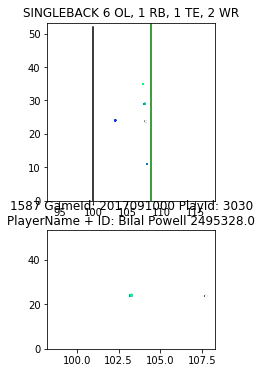 SINGLEBACK 6 OL, 1 RB, 1 TE, 2 WR
50
40
30
20
10
0
95 100 105 110 115
1587 GameId: 2017091000 PlayId: 3030
PlayerName + ID: Bilal Powell 2495328.0
40
20
0
100.0 102.5 105.0 107.5